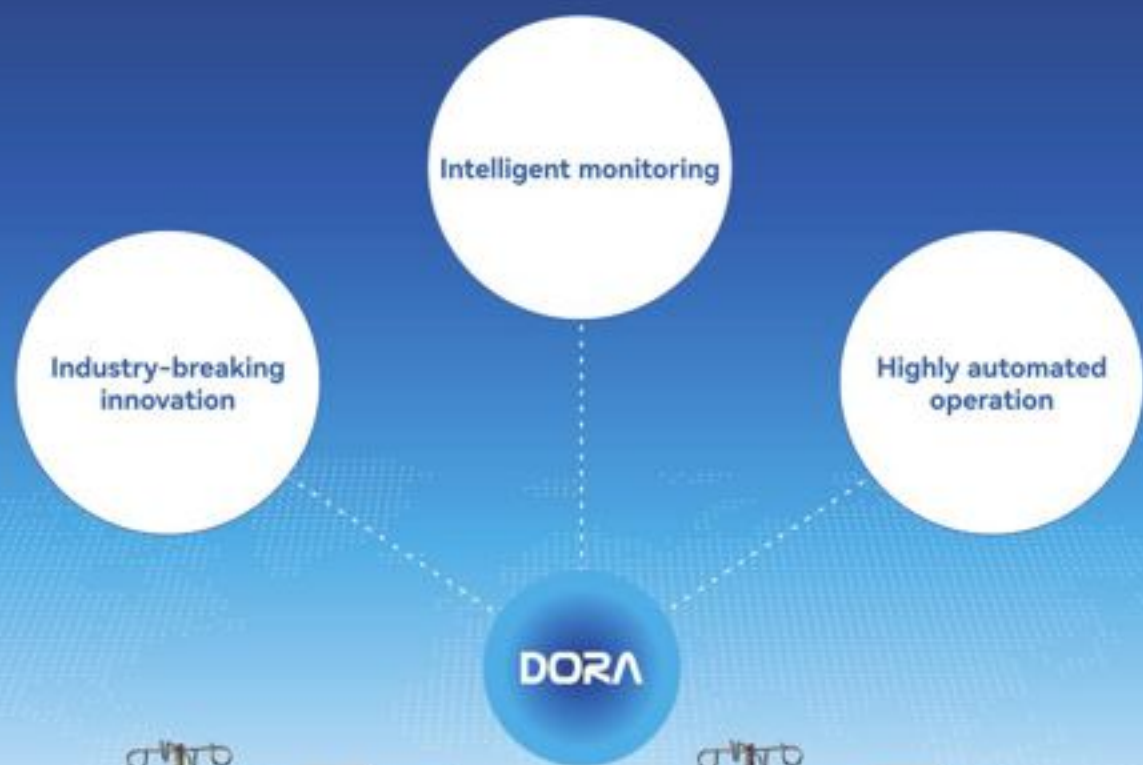 Intelligent monitoring
Industry-breaking
innovation
Highly automated
operation
DORA